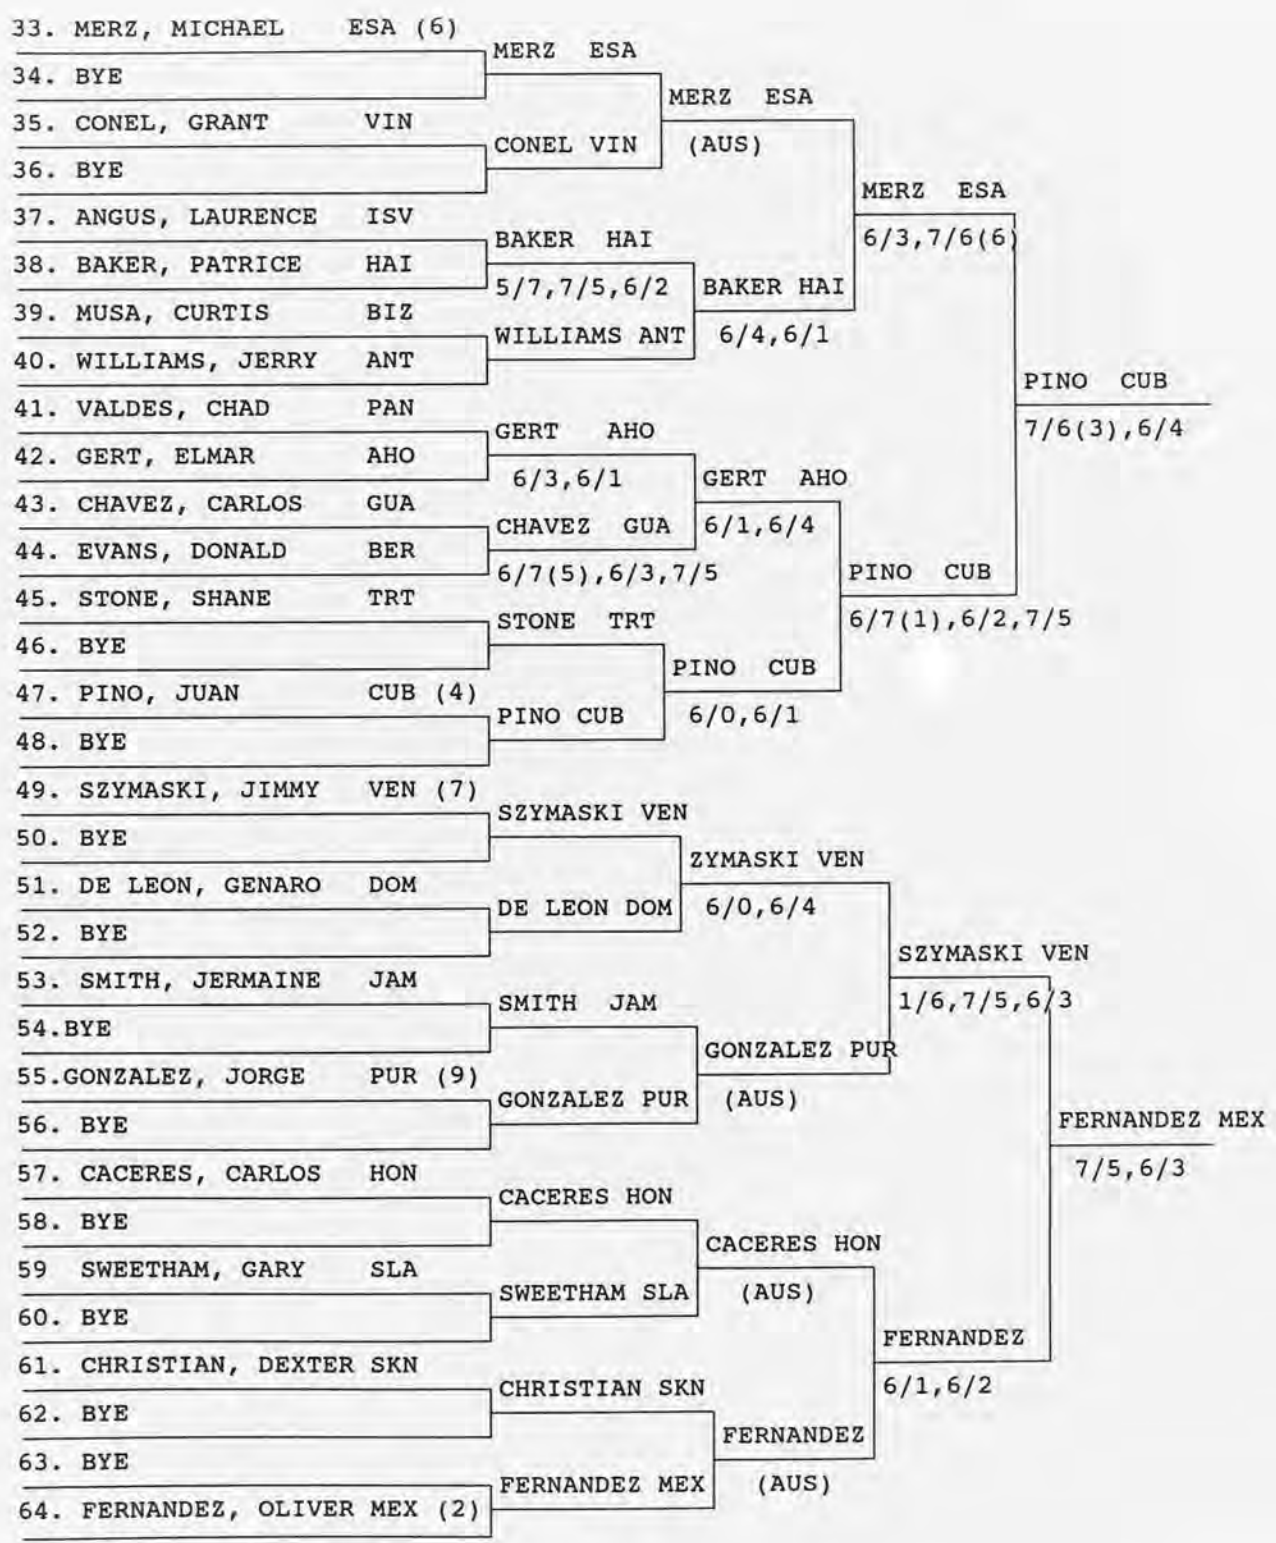 33. MERZ, MICHAEL ESA (6)
MERZ ESA
34. BYE
MERZ ESA
35. CONEL, GRANT VIN
CONEL VIN (AUS)
36. BYE
MERZ ESA
37. ANGUS, LAURENCE ISV
BAKER HAI 6/3,7/6(6)
38. BAKER, PATRICE HAI
5/7,7/5,6/2 BAKER HAI
39. MUSA, CURTIS BIZ
WILLIAMS ANT 6/4,6/1
40. WILLIAMS, JERRY ANT
PINO CUB
41. VALDES, CHAD PAN
GERT AHO 7/6(3),6/4
42. GERT, ELMAR AHO
6/3,6/1 GERT AHO
43. CHAVEZ, CARLOS GUA
CHAVEZ GUA 6/1,6/4
44. EVANS, DONALD BER
6/7(5),6/3,7/5 PINO CUB
45. STONE, SHANE TRT
STONE TRT 6/7(1),6/2,7/5
46. BYE
PINO CUB
47. PINO, JUAN CUB (4)
PINO CUB 6/0,6/1
48. BYE
49. SZYMASKI, JIMMY VEN (7)
SZYMASKI VEN
50. BYE
ZYMASKI VEN
51. DE LEON, GENARO DOM
DE LEON DOM 6/0,6/4
52. BYE
SZYMASKI VEN
53. SMITH, JERMAINE JAM
SMITH JAM 1/6,7/5,6/3
54.BYE
GONZALEZ PUR
55.GONZALEZ, JORGE PUR (9)
GONZALEZ PUR (AUS)
56. BYE
FERNANDEZ MEX
57. CACERES, CARLOS HON
7/5,6/3
CACERES HON
58. BYE
CACERES HON
59 SWEETHAM, GARY SLA
SWEETHAM SLA (AUS)
60. BYE
FERNANDEZ
61. CHRISTIAN, DEXTER SKN
CHRISTIAN SKN 6/1,6/2
62. BYE
FERNANDEZ
63. BYE
FERNANDEZ MEX (AUS)
64. FERNANDEZ, OLIVER MEX (2)